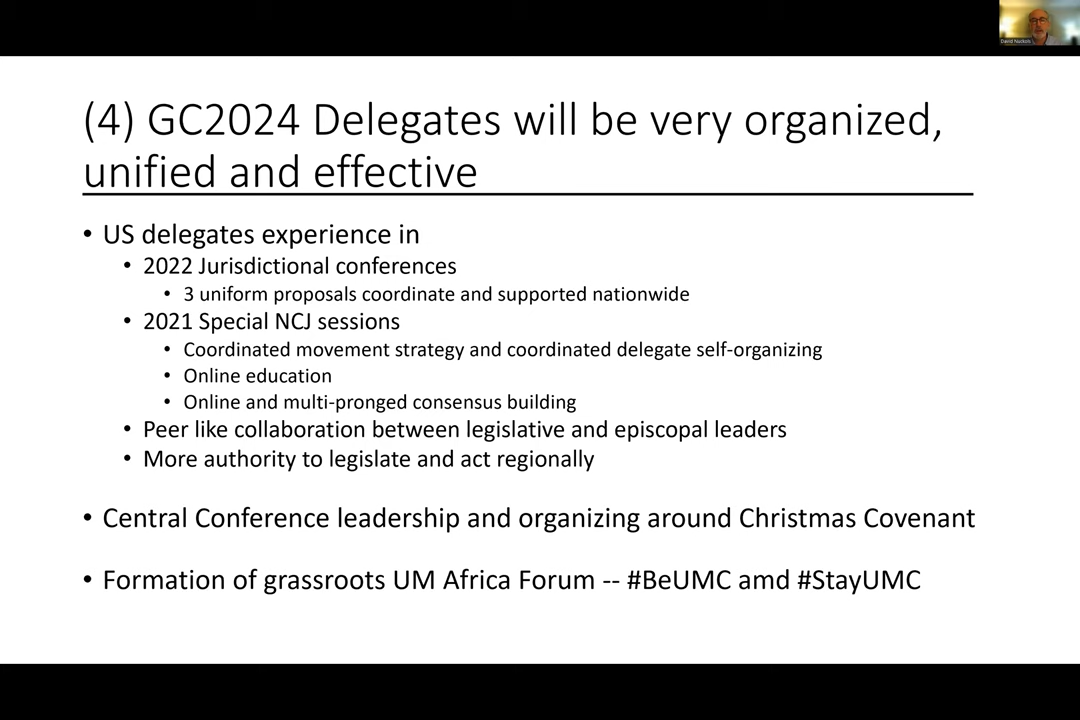 (4) GC2024 Delegates will be very organized,
unified and effective
• US delegates experience in
• 2022 Jurisdictional conferences
• 3 uniform proposals coordinate and supported nationwide
• 2021 Special NCJ sessions
• Coordinated movement strategy and coordinated delegate self-organizing
• Online education
• Online and multi-pronged consensus building
• Peer like collaboration between legislative and episcopal leaders
• More authority to legislate and act regionally
• Central Conference leadership and organizing around Christmas Covenant
• Formation of grassroots UM Africa Forum -- #BeUMC amd #StayUMC